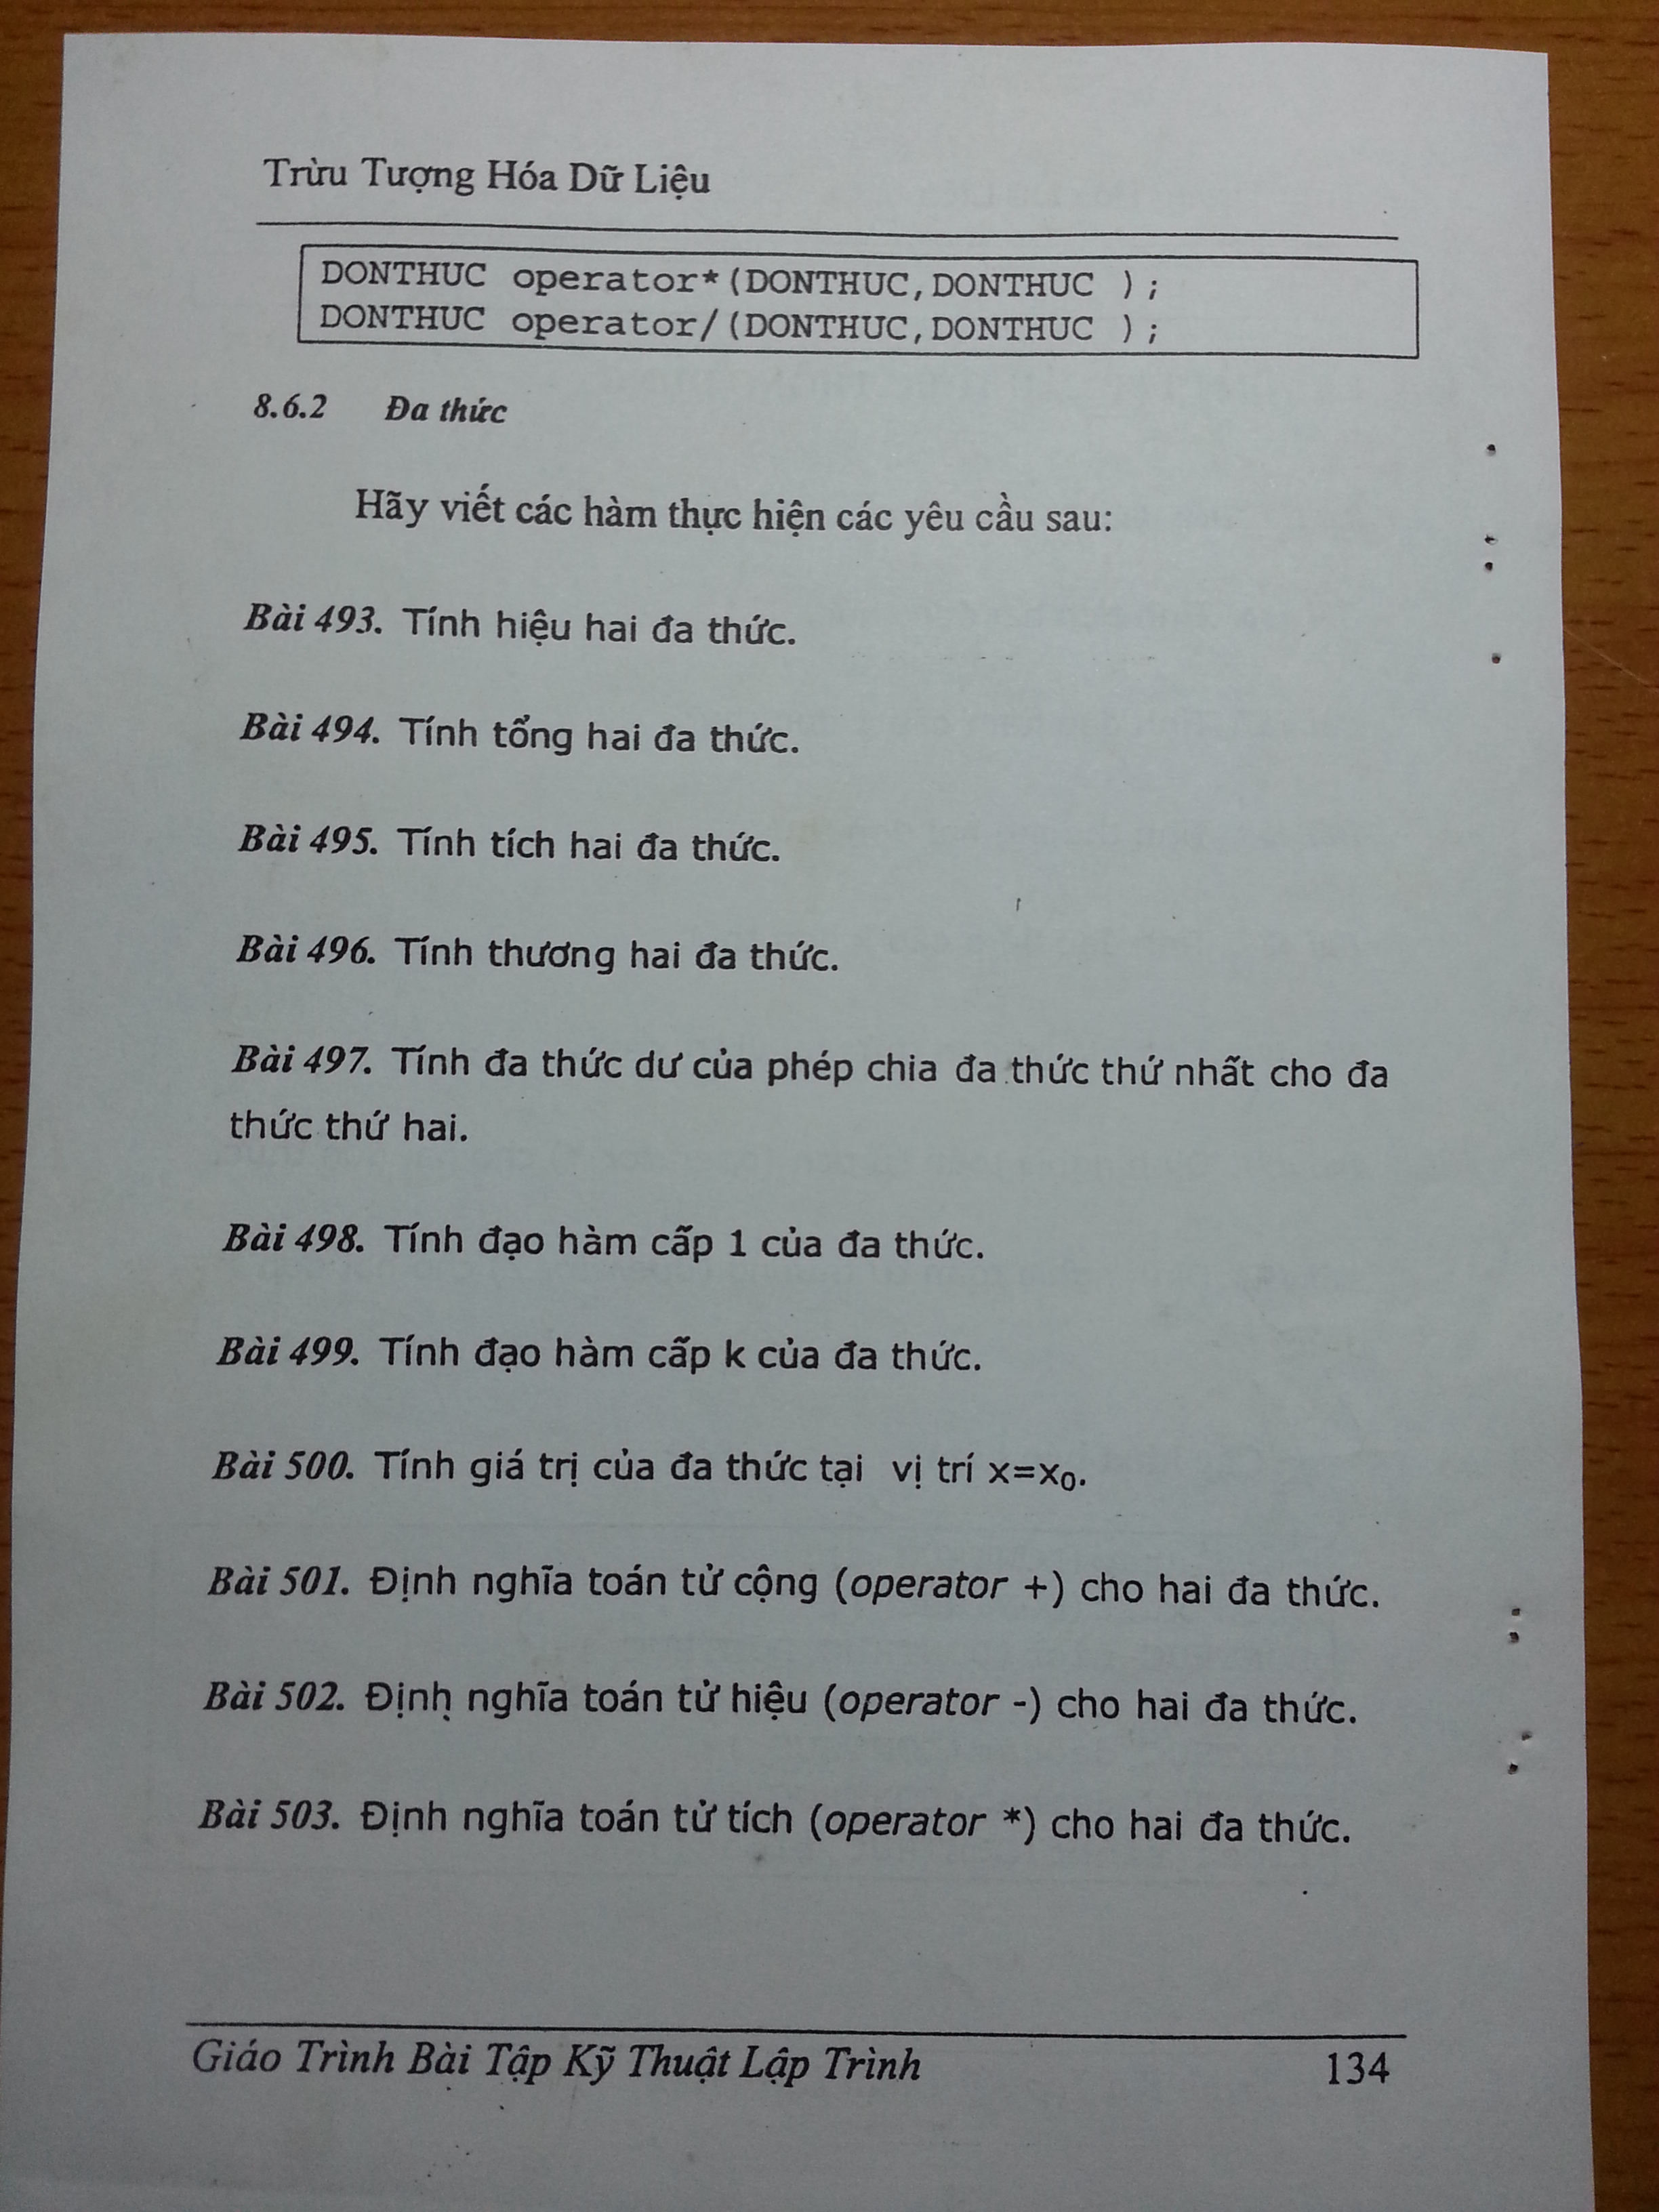 Trừu Tượng Hóa Dữ Liệu
DONTHUC operator*(DONTHUC,DONTHUC );
DONTHUC operator/(DONTHUC,DONTHUC );
8.6.2 Đa thức
Hãy viết các hàm thực hiện các yêu cầu sau:
Bài 493. Tính hiệu hai đa thức.
Bài 494. Tính tổng hai đa thức.
Bài 495. Tính tích hai đa thức.
Bài 496. Tính thương hai đa thức.
Bài 497. Tính đa thức dư của phép chia đa thức thứ nhất cho đa
thức thứ hai.
Bài 498. Tính đạo hàm cấp 1 của đa thức.
Bài 499. Tính đạo hàm cấp k của đa thức.
Bài 500. Tính giá trị của đa thức tại vị trí x=x₀.
Bài 501. Định nghĩa toán tử cộng (operator +) cho hai đa thức.
Bài 502. Định nghĩa toán tử hiệu (operator -) cho hai đa thức.
Bài 503. Định nghĩa toán tử tích (operator *) cho hai đa thức.
Giáo Trình Bài Tập Kỹ Thuật Lập Trình 134